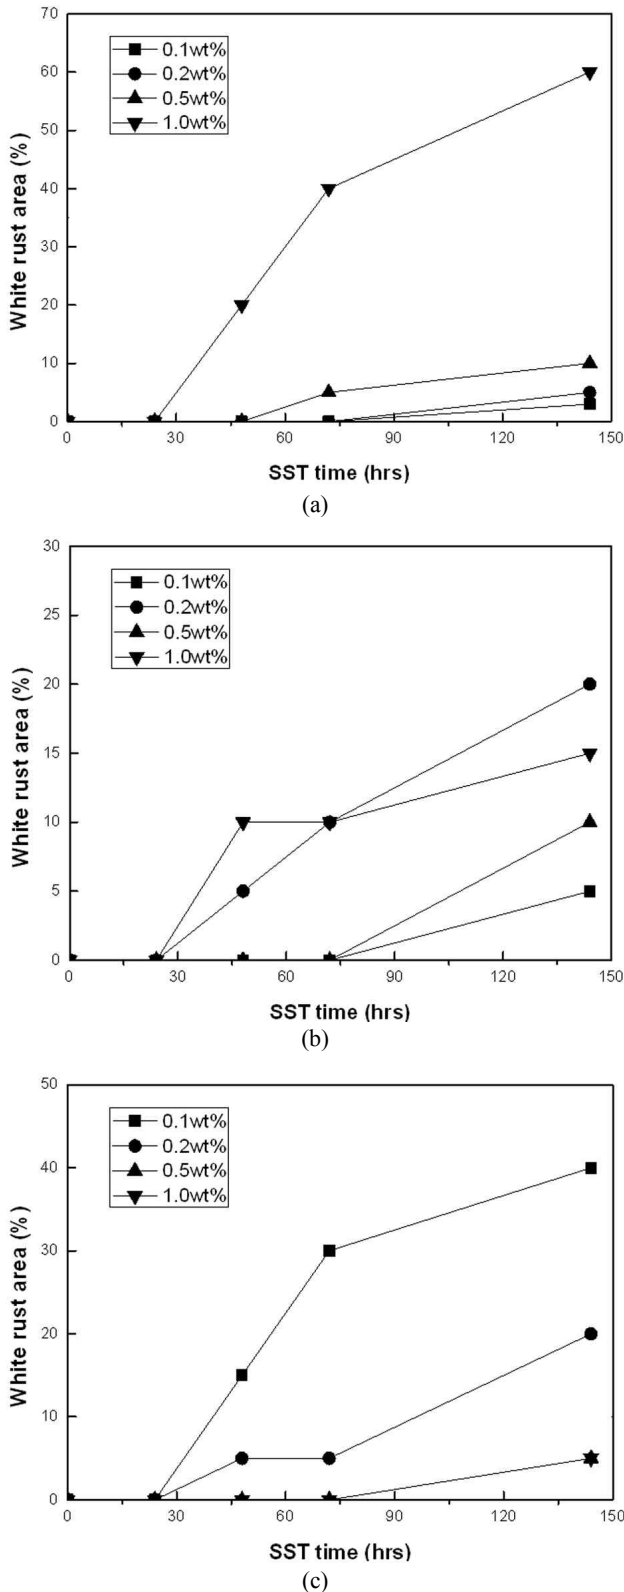 70
60
50
40
30
20
10
0
White rust area (%)
0.1wt%
0.2wt%
0.5wt%
1.0wt%
0 30 60 90 120 150
SST time (hrs)
(a)
30
25
20
15
10
5
0
White rust area (%)
0.1wt%
0.2wt%
0.5wt%
1.0wt%
0 30 60 90 120 150
SST time (hrs)
(b)
50
40
30
20
10
0
White rust area (%)
0.1wt%
0.2wt%
0.5wt%
1.0wt%
0 30 60 90 120 150
SST time (hrs)
(c)